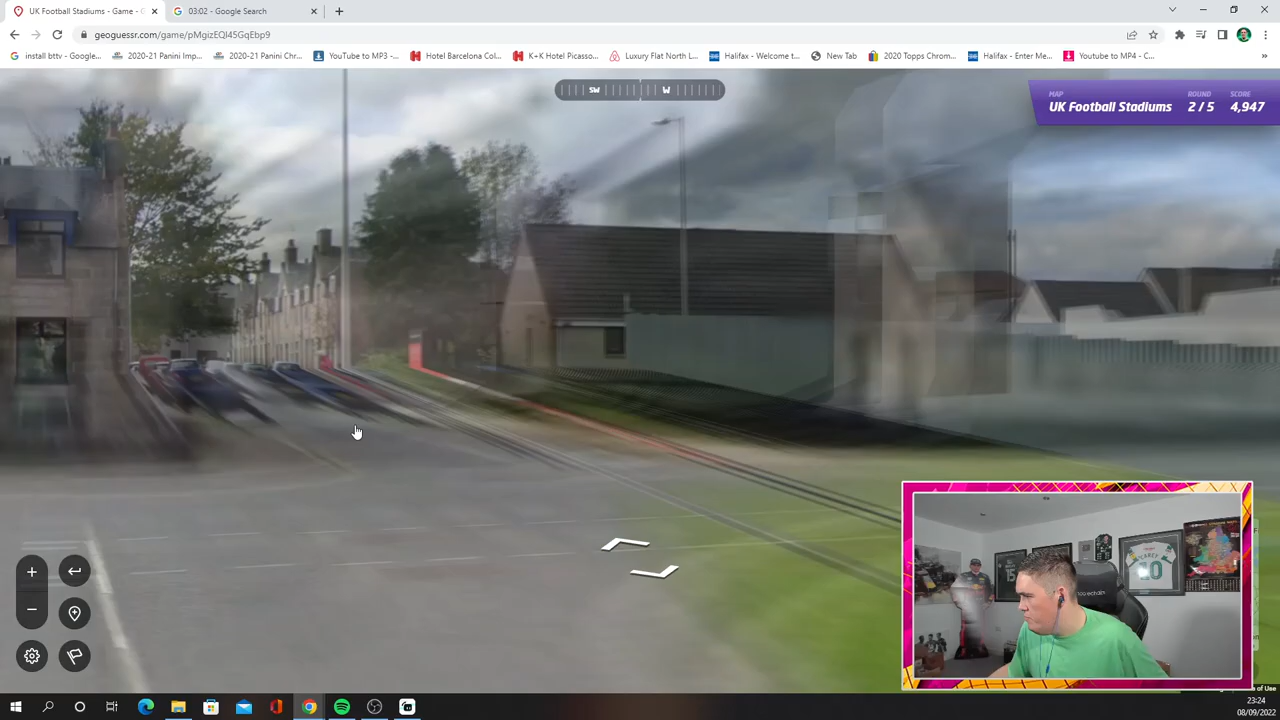 UK Football Stadiums - Game - G
03:02 - Google Search
geoguessr.com/game/pMgizEQl45GqEbp9
install bttv - Google...
2020-21 Panini Imp...
2020-21 Panini Chr...
YouTube to MP3 -...
Hotel Barcelona Col...
K+K Hotel Picasso...
Luxury Flat North L...
Halifax - Welcome t...
New Tab
2020 Topps Chrom...
Halifax - Enter Me...
Youtube to MP4 - C...
SW
W
MAP
UK Football Stadiums
ROUND
2 / 5
SCORE
4,947
10
23:24
08/09/2022